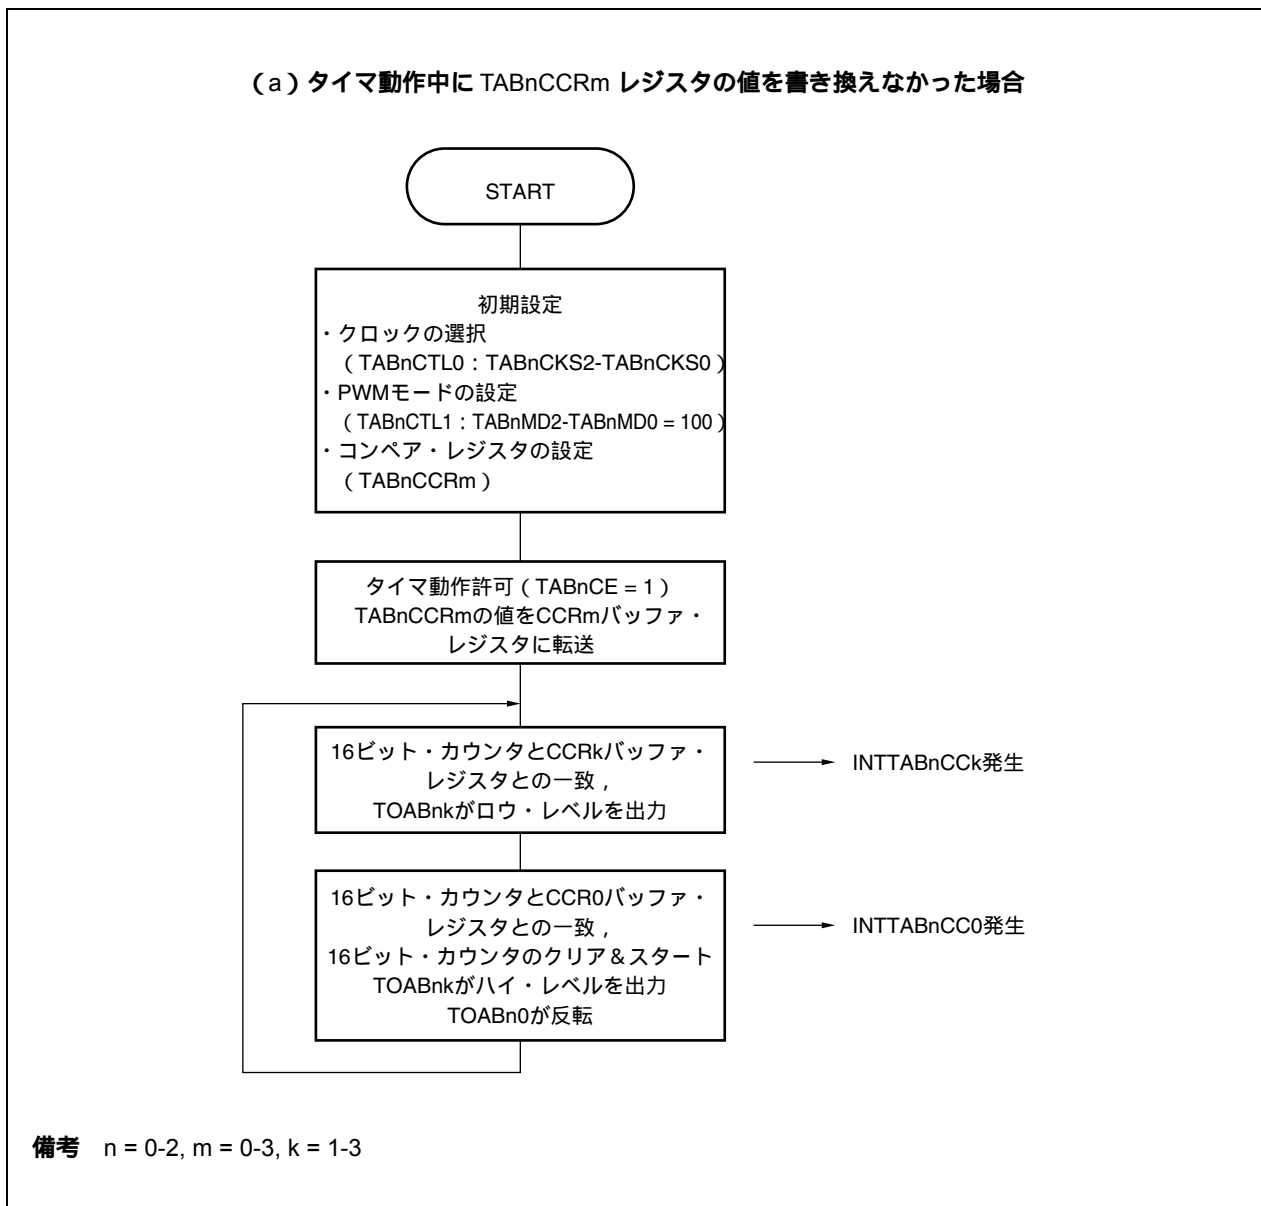 （a）タイマ動作中に TABnCCRm レジスタの値を書き換えなかった場合
START
初期設定
・クロックの選択
（TABnCTL0：TABnCKS2-TABnCKS0）
・PWMモードの設定
（TABnCTL1：TABnMD2-TABnMD0 = 100）
・コンペア・レジスタの設定
（TABnCCRm）
タイマ動作許可（TABnCE = 1）
TABnCCRmの値をCCRmバッファ・
レジスタに転送
16ビット・カウンタとCCRkバッファ・
レジスタとの一致，
TOABnkがロウ・レベルを出力
INTTABnCCk発生
16ビット・カウンタとCCR0バッファ・
レジスタとの一致，
16ビット・カウンタのクリア＆スタート
TOABnkがハイ・レベルを出力
TOABn0が反転
INTTABnCC0発生
備考 n = 0-2, m = 0-3, k = 1-3